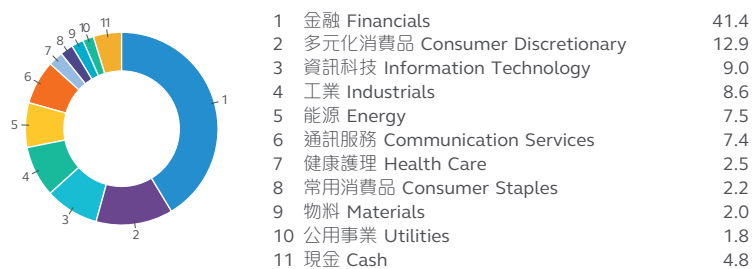 1 金融 Financials 41.4
2 多元化消費品 Consumer Discretionary 12.9
3 資訊科技 Information Technology 9.0
4 工業 Industrials 8.6
5 能源 Energy 7.5
6 通訊服務 Communication Services 7.4
7 健康護理 Health Care 2.5
8 常用消費品 Consumer Staples 2.2
9 物料 Materials 2.0
10 公用事業 Utilities 1.8
11 現金 Cash 4.8
1
2
3
4
5
6
7
8
9
10
11